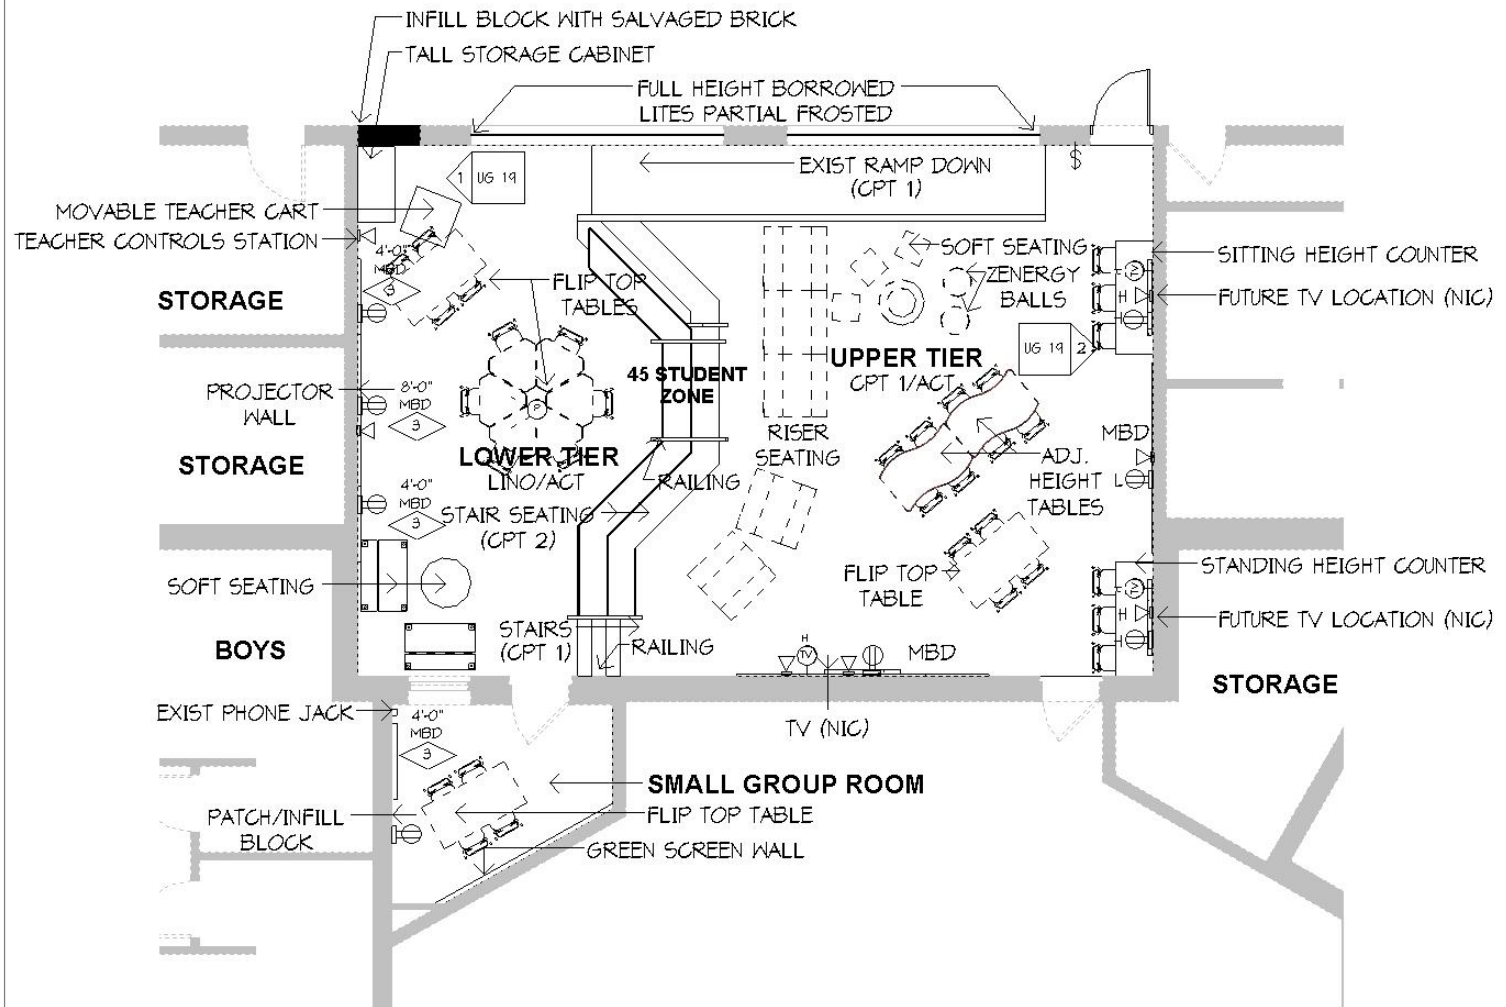 INFILL BLOCK WITH SALVAGED BRICK
TALL STORAGE CABINET
FULL HEIGHT BORROWED
LITES PARTIAL FROSTED
EXIST RAMP DOWN
(CPT 1)
$
1 UG 19
MOVABLE TEACHER CART
TEACHER CONTROLS STATION
4'-0"
MBD
3
FLIP TOP
TABLES
SOFT SEATING
ZENERGY
BALLS
SITTING HEIGHT COUNTER
TV
H
FUTURE TV LOCATION (NIC)
STORAGE
UG 19 2
UPPER TIER
CPT 1/ACT
45 STUDENT
ZONE
PROJECTOR
WALL
8'-0"
MBD
3
P
RISER
SEATING
MBD
L
ADJ.
HEIGHT
TABLES
STORAGE
LOWER TIER
LINO/ACT
RAILING
4'-0"
MBD
3
STAIR SEATING
(CPT 2)
FLIP TOP
TABLE
STANDING HEIGHT COUNTER
TV
H
FUTURE TV LOCATION (NIC)
SOFT SEATING
BOYS
STAIRS
(CPT 1)
RAILING
H
TV
MBD
STORAGE
EXIST PHONE JACK
4'-0"
MBD
3
TV (NIC)
SMALL GROUP ROOM
PATCH/INFILL
BLOCK
FLIP TOP TABLE
GREEN SCREEN WALL